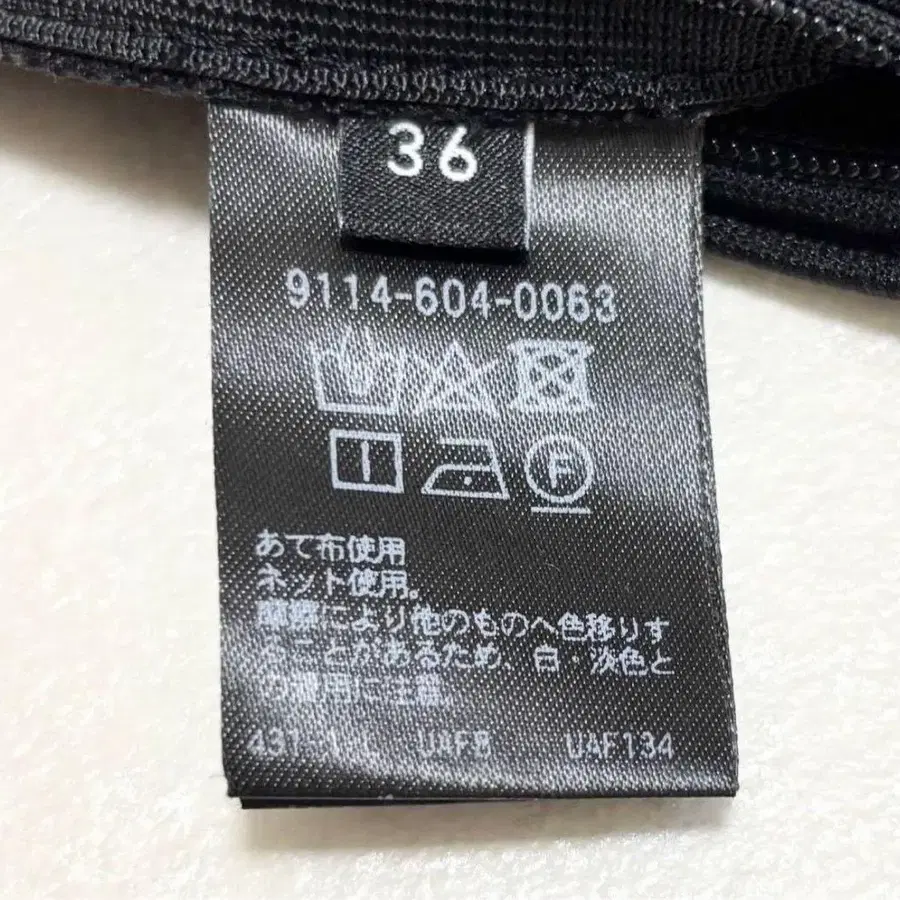 36
9114-604-0063
F
あて布使用
ネット使用。
摩擦により他のものへ色移りす
ることがあるため、白・淡色と
の着用に注意
UAF8 UAF134